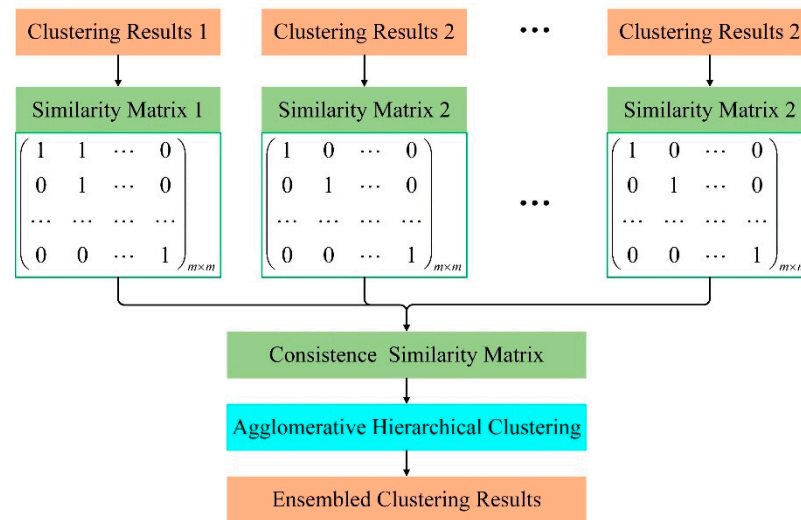 Clustering Results 1 Clustering Results 2 ... Clustering Results 2
Similarity Matrix 1 Similarity Matrix 2 Similarity Matrix 2
1 1 ... 0 1 0 ... 0 1 0 ... 0
0 1 ... 0 0 1 ... 0 ... 0 1 ... 0
... ... ... ... ... ... ... ... ... ... ... ...
0 0 ... 1 m×m 0 0 ... 1 m×m 0 0 ... 1 m×m
Consistence Similarity Matrix
Agglomerative Hierarchical Clustering
Ensembled Clustering Results